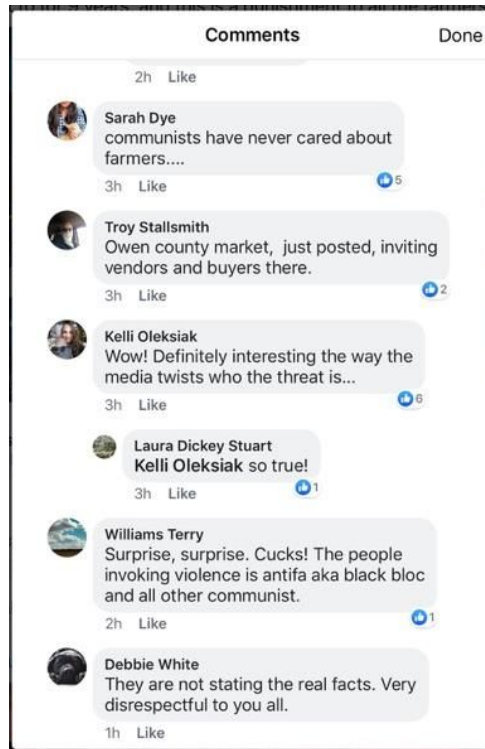 Comments
Done
2h Like
Sarah Dye
communists have never cared about
farmers....
3h Like
5
Troy Stallsmith
Owen county market, just posted, inviting
vendors and buyers there.
3h Like
2
Kelli Oleksiak
Wow! Definitely interesting the way the
media twists who the threat is...
3h Like
6
Laura Dickey Stuart
Kelli Oleksiak so true!
3h Like
1
Williams Terry
Surprise, surprise. Cucks! The people
invoking violence is antifa aka black bloc
and all other communist.
2h Like
1
Debbie White
They are not stating the real facts. Very
disrespectful to you all.
1h Like